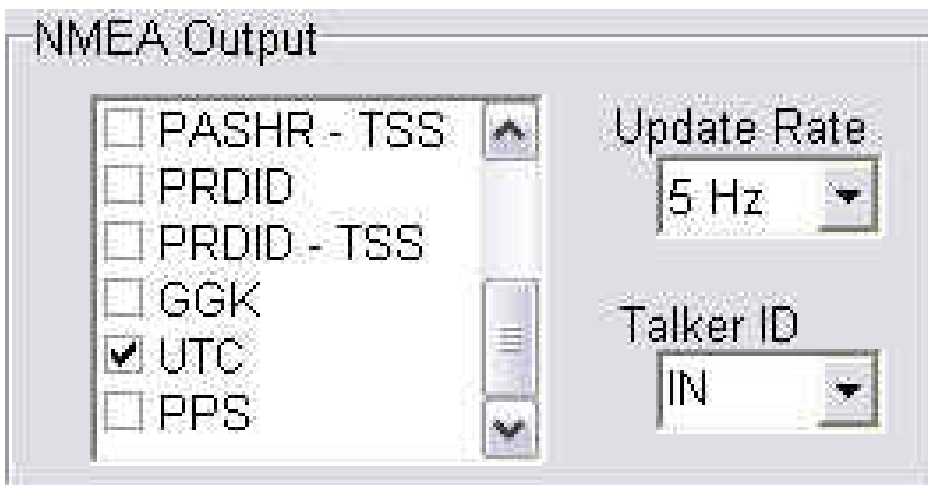 NMEA Output
PASHR - TSS
PRDID
PRDID - TSS
GGK
UTC
PPS
Update Rate
5 Hz
Talker ID
IN